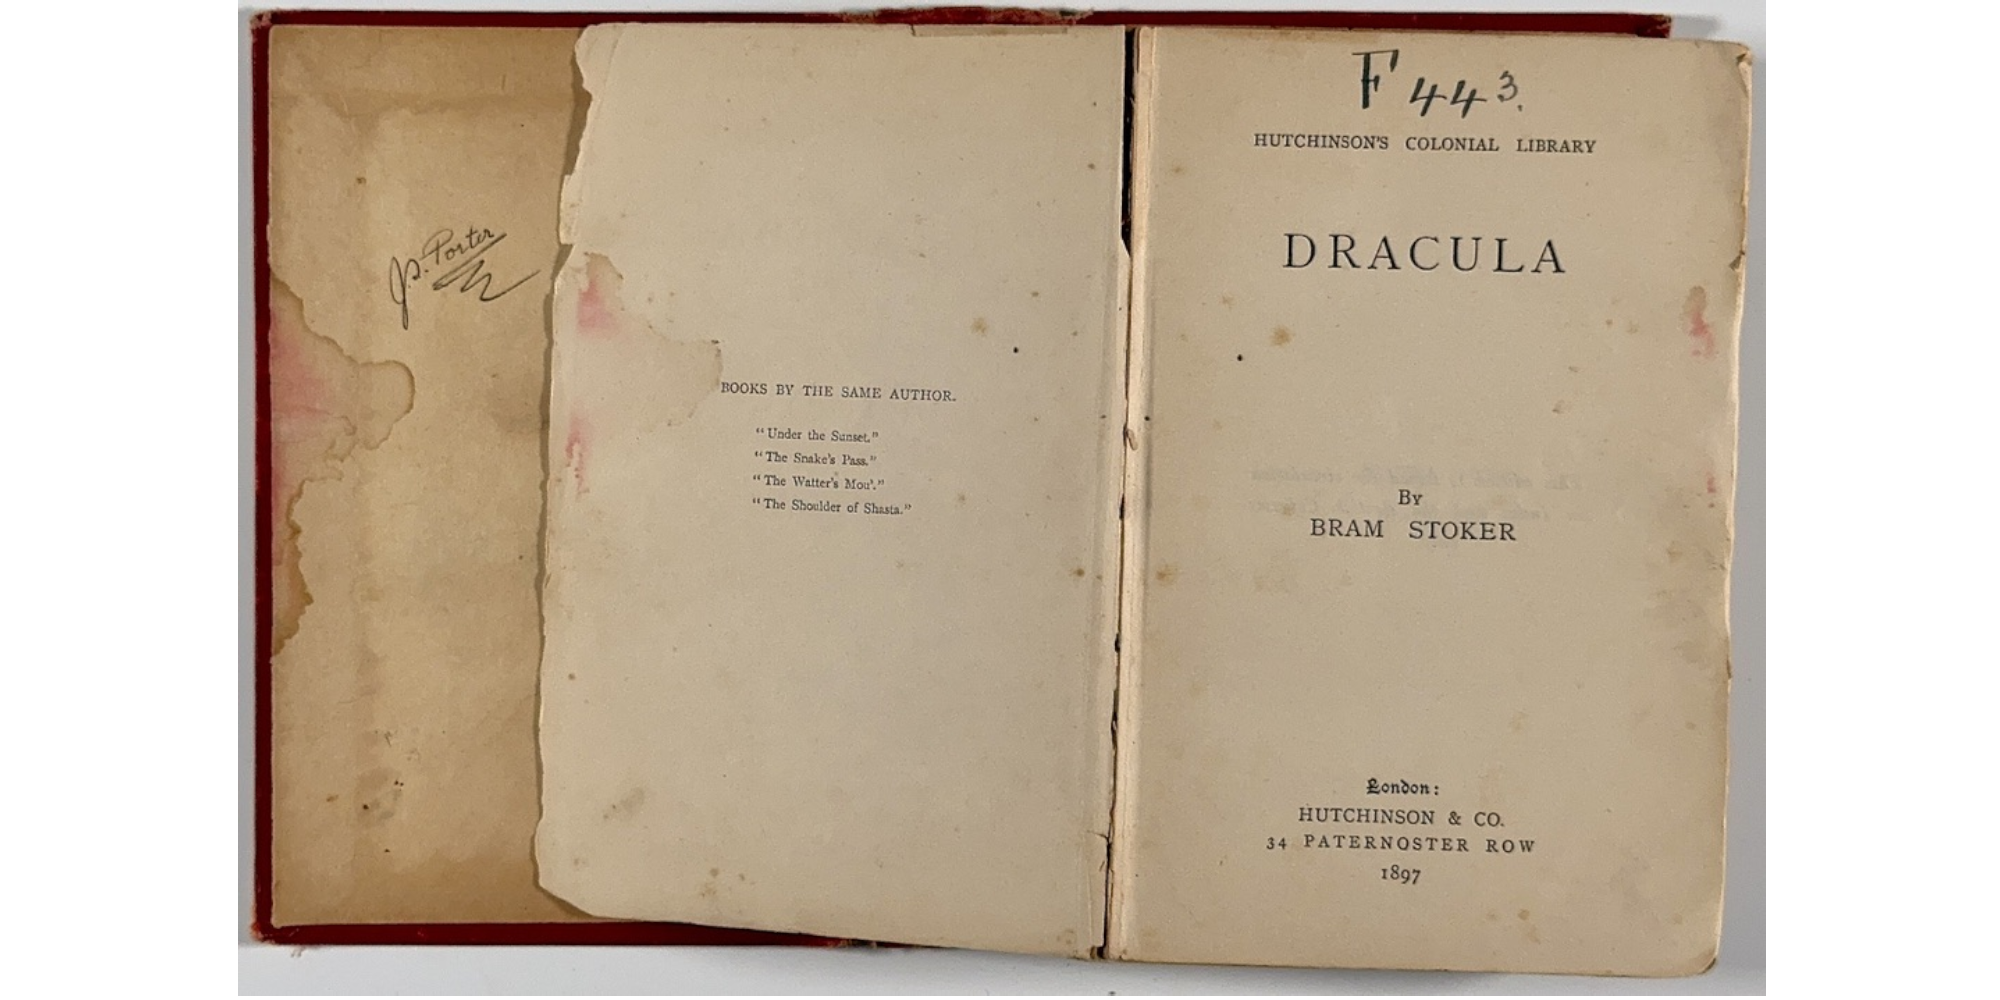 J.S. Porter
BOOKS BY THE SAME AUTHOR.
"Under the Sunset."
"The Snake's Pass."
"The Watter's Mou'."
"The Shoulder of Shasta."
F 443.
HUTCHINSON'S COLONIAL LIBRARY
DRACULA
BY
BRAM STOKER
London:
HUTCHINSON & CO.
34 PATERNOSTER ROW
1897